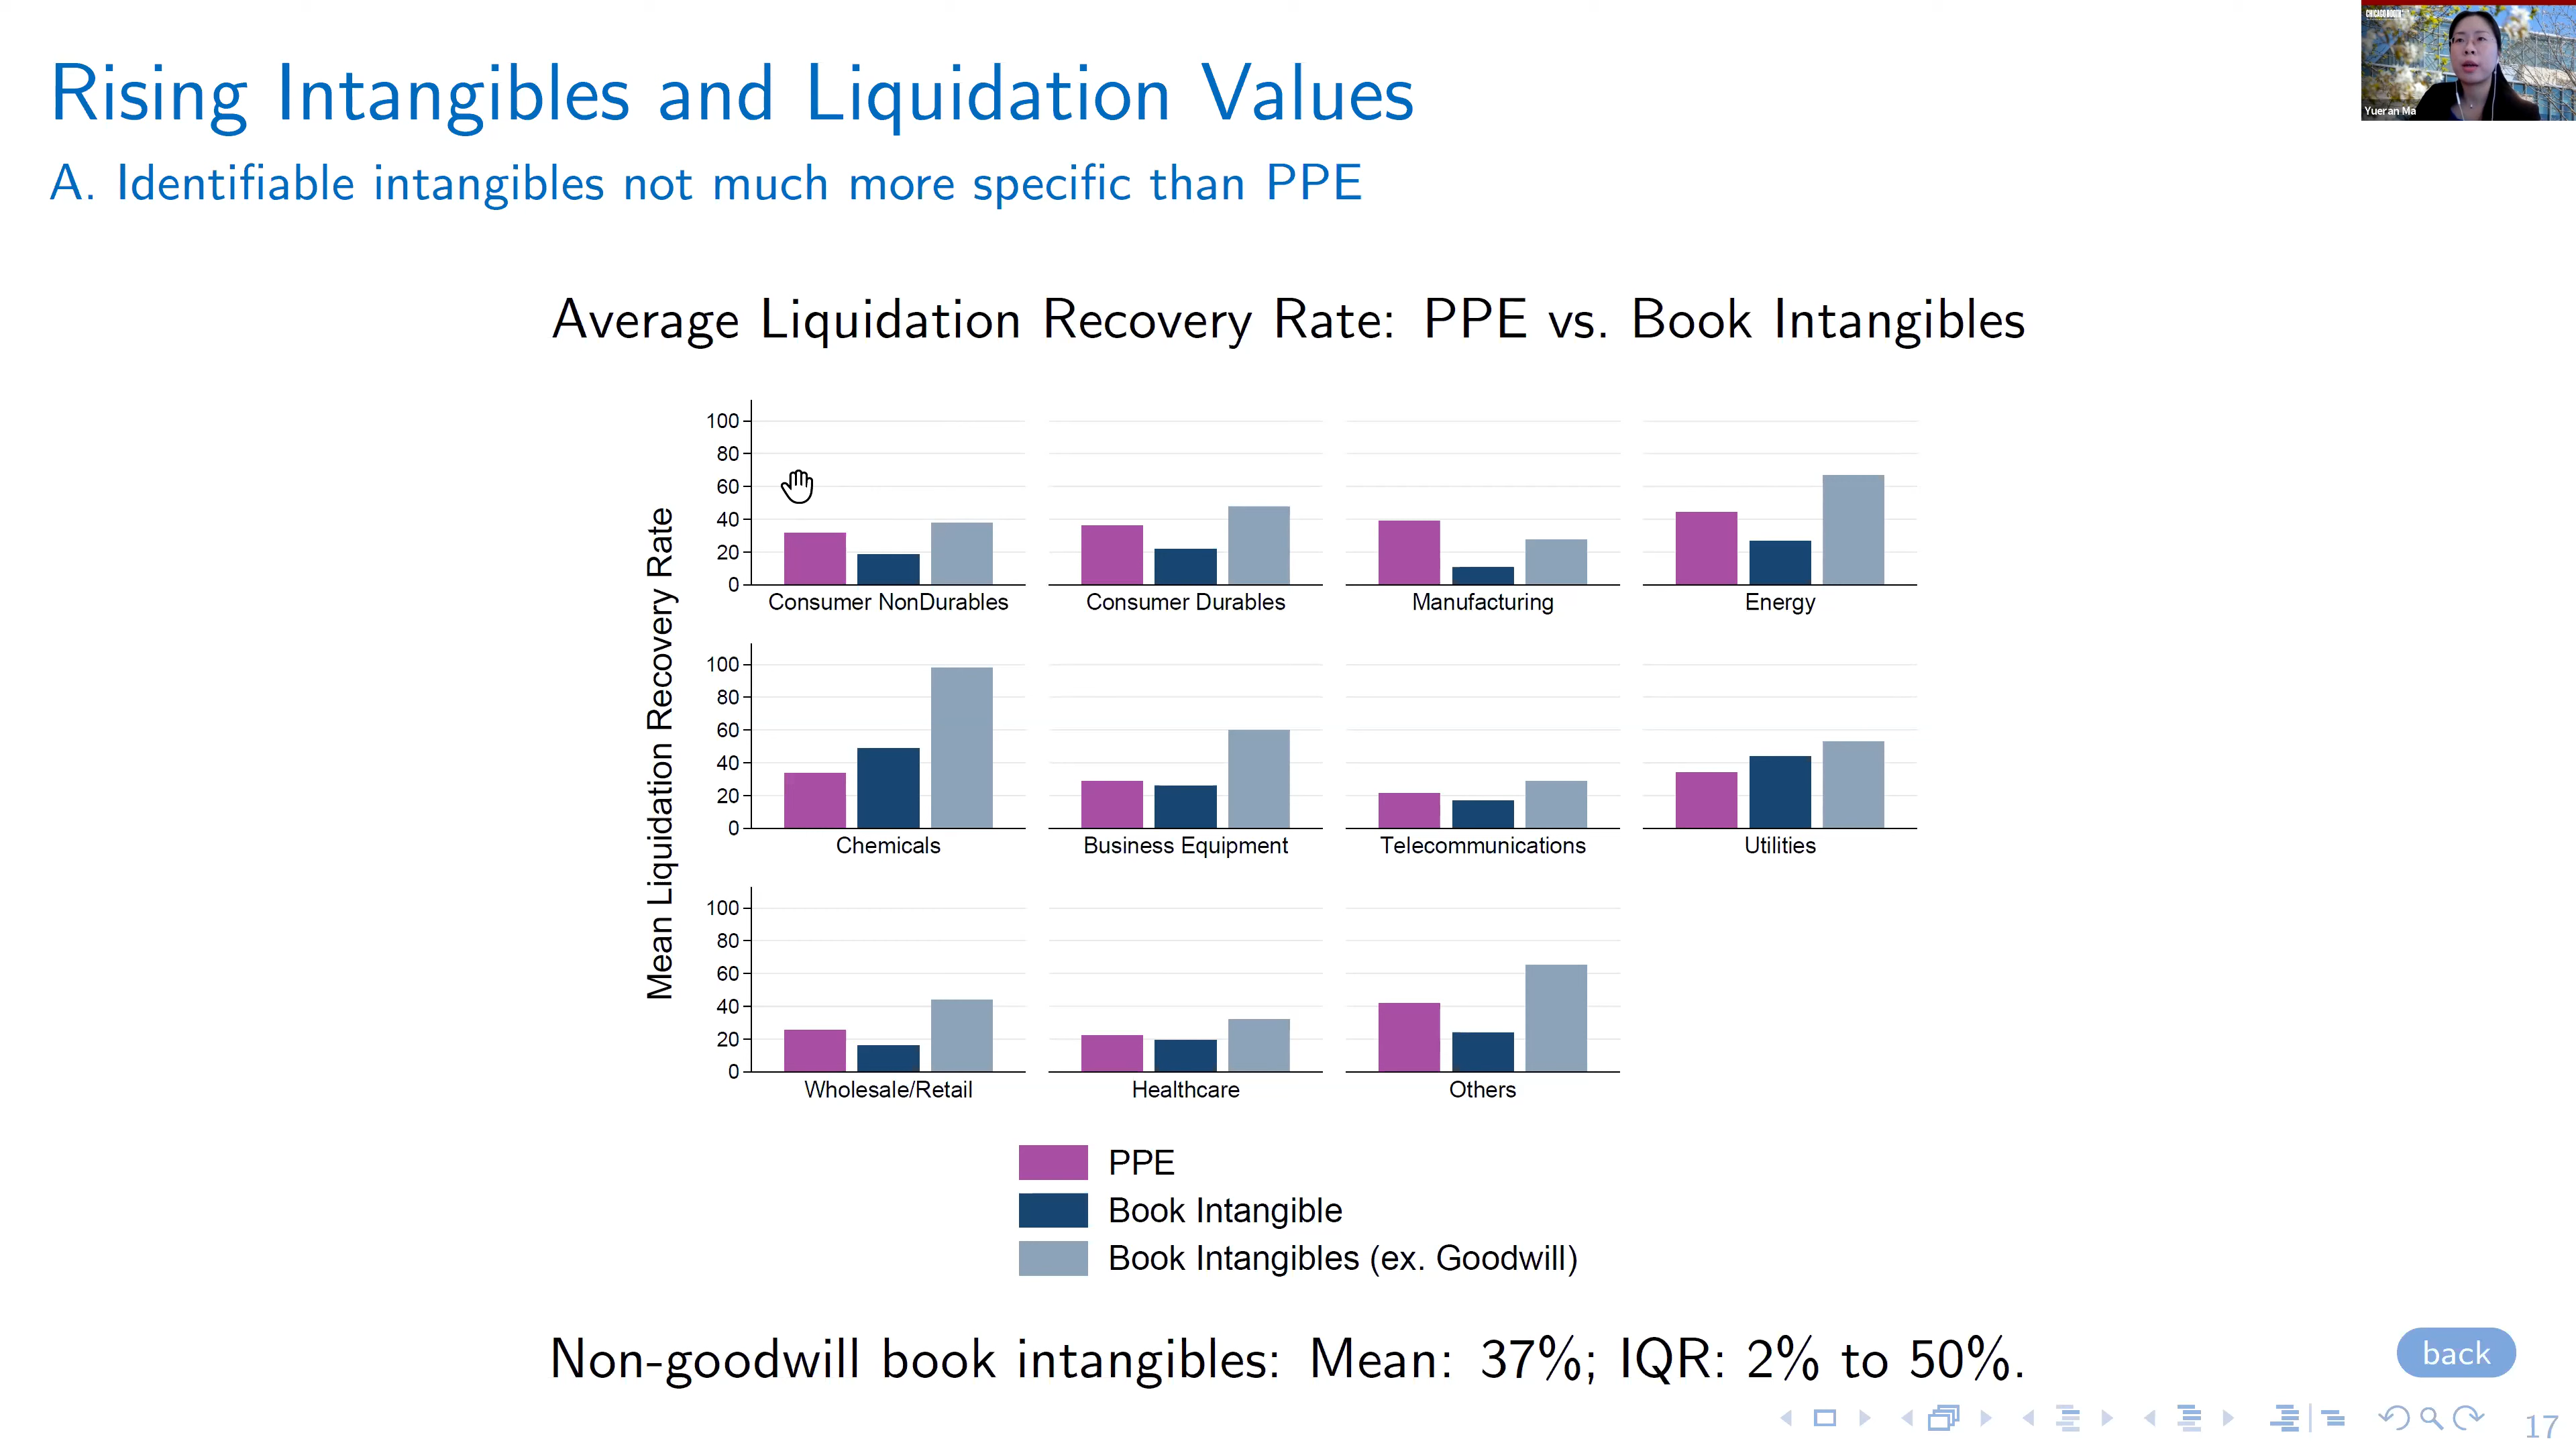 CHICAGO BOOTH
Yueran Ma
Rising Intangibles and Liquidation Values
A. Identifiable intangibles not much more specific than PPE
Average Liquidation Recovery Rate: PPE vs. Book Intangibles
Mean Liquidation Recovery Rate
100
80
60
40
20
0
Consumer NonDurables
Consumer Durables
Manufacturing
Energy
100
80
60
40
20
0
Chemicals
Business Equipment
Telecommunications
Utilities
100
80
60
40
20
0
Wholesale/Retail
Healthcare
Others
PPE
Book Intangible
Book Intangibles (ex. Goodwill)
Non-goodwill book intangibles: Mean: 37%; IQR: 2% to 50%.
back
17